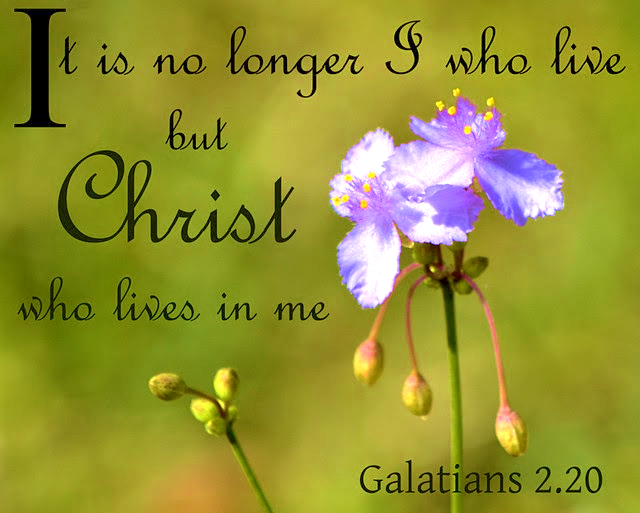 It is no longer I who live
but
Christ
who lives in me
Galatians 2.20